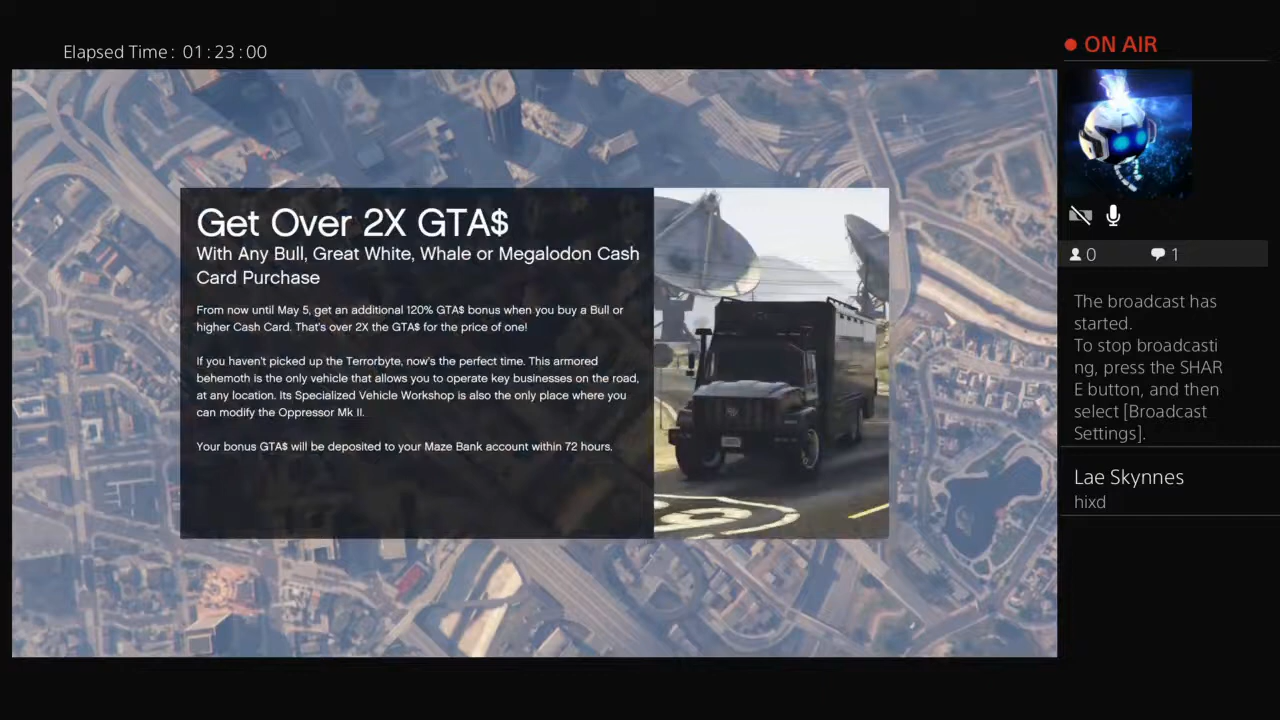 Elapsed Time: 01:23:00
ON AIR
Get Over 2X GTA$
With Any Bull, Great White, Whale or Megalodon Cash
Card Purchase
From now until May 5, get an additional 120% GTA$ bonus when you buy a Bull or
higher Cash Card. That's over 2X the GTA$ for the price of one!
If you haven't picked up the Terrorbyte, now's the perfect time. This armored
behemoth is the only vehicle that allows you to operate key businesses on the road,
at any location. Its Specialized Vehicle Workshop is also the only place where you
can modify the Oppressor Mk II.
Your bonus GTA$ will be deposited to your Maze Bank account within 72 hours.
0 1
The broadcast has
started.
To stop broadcasti
ng, press the SHAR
E button, and then
select [Broadcast
Settings].
Lae Skynnes
hixd